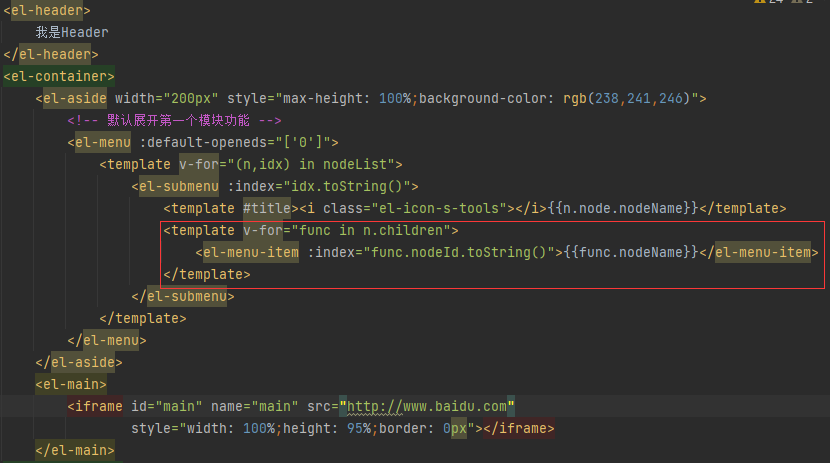 24 2
<el-header>
我是Header
</el-header>
<el-container>
<el-aside width="200px" style="max-height: 100%;background-color: rgb(238,241,246)">
<!-- 默认展开第一个模块功能 -->
<el-menu :default-openeds="['0']">
<template v-for="(n,idx) in nodeList">
<el-submenu :index="idx.toString()">
<template #title><i class="el-icon-s-tools"></i>{{n.node.nodeName}}</template>
<template v-for="func in n.children">
<el-menu-item :index="func.nodeId.toString()">{{func.nodeName}}</el-menu-item>
</template>
</el-submenu>
</template>
</el-menu>
</el-aside>
<el-main>
<iframe id="main" name="main" src="http://www.baidu.com"
style="width: 100%;height: 95%;border: 0px"></iframe>
</el-main>